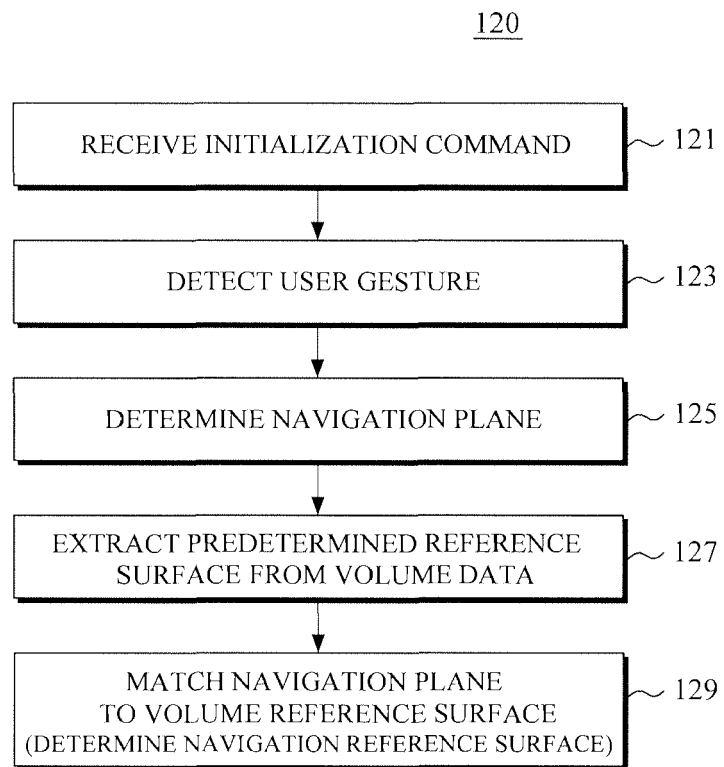 120
RECEIVE INITIALIZATION COMMAND
121
DETECT USER GESTURE
123
DETERMINE NAVIGATION PLANE
125
EXTRACT PREDETERMINED REFERENCE
SURFACE FROM VOLUME DATA
127
MATCH NAVIGATION PLANE
TO VOLUME REFERENCE SURFACE
(DETERMINE NAVIGATION REFERENCE SURFACE)
129